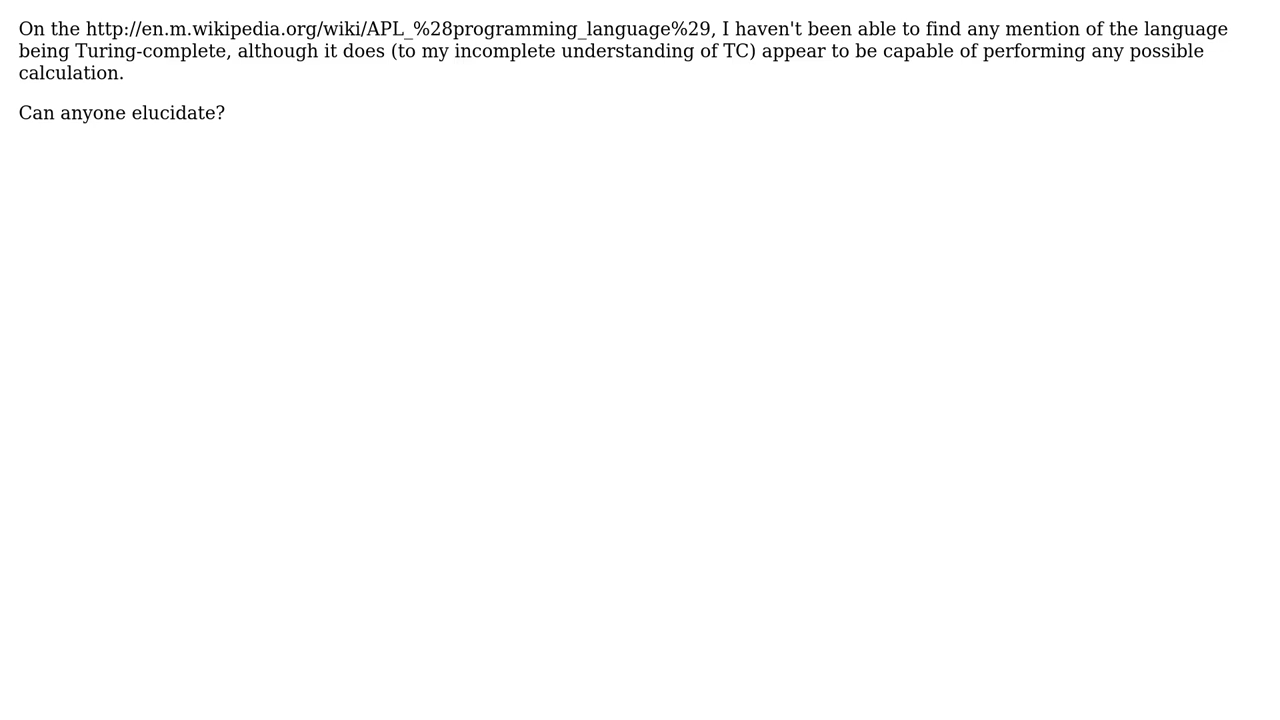 On the http://en.m.wikipedia.org/wiki/APL_%28programming_language%29, I haven't been able to find any mention of the language
being Turing-complete, although it does (to my incomplete understanding of TC) appear to be capable of performing any possible
calculation.
Can anyone elucidate?